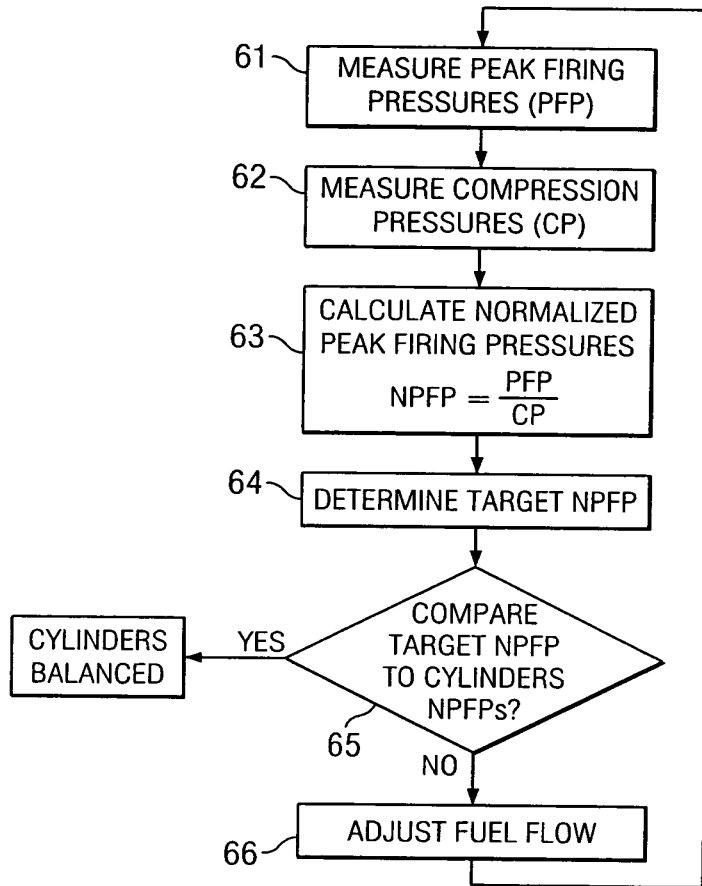 61
MEASURE PEAK FIRING
PRESSURES (PFP)
62
MEASURE COMPRESSION
PRESSURES (CP)
63
CALCULATE NORMALIZED
PEAK FIRING PRESSURES
NPFP = PFP
CP
64
DETERMINE TARGET NPFP
COMPARE
TARGET NPFP
TO CYLINDERS
NPFPs?
65
YES
CYLINDERS
BALANCED
NO
66
ADJUST FUEL FLOW